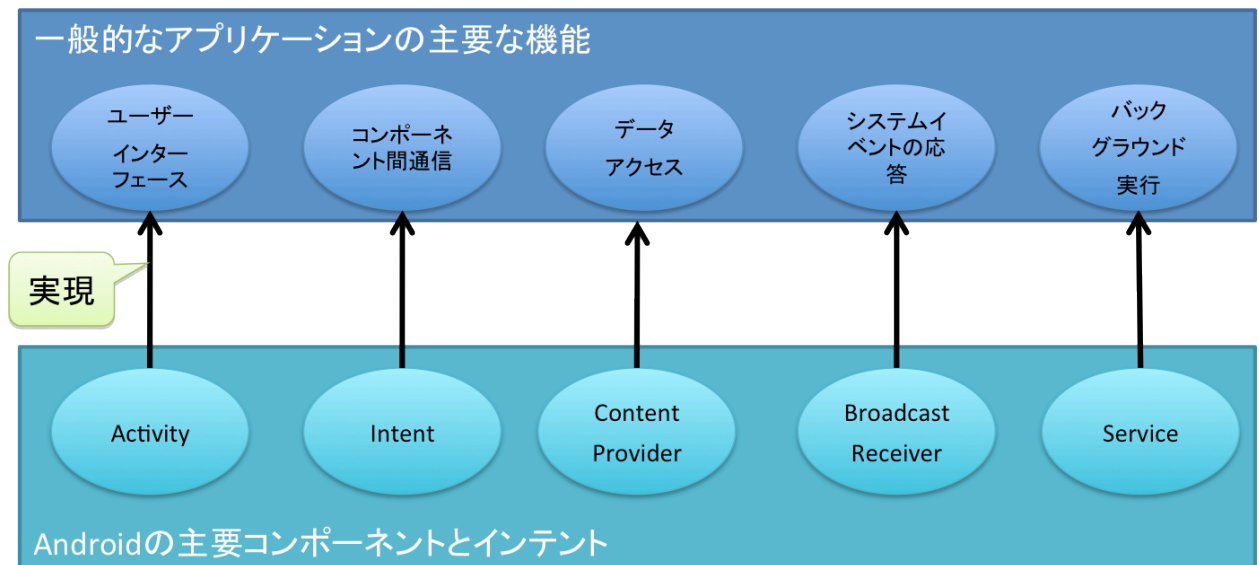 一般的なアプリケーションの主要な機能
ユーザー
インター
フェース
コンポーネ
ント間通信
データ
アクセス
システムイ
ベントの応
答
バック
グラウンド
実行
実現
Activity
Intent
Content
Provider
Broadcast
Receiver
Service
Androidの主要コンポーネントとインテント